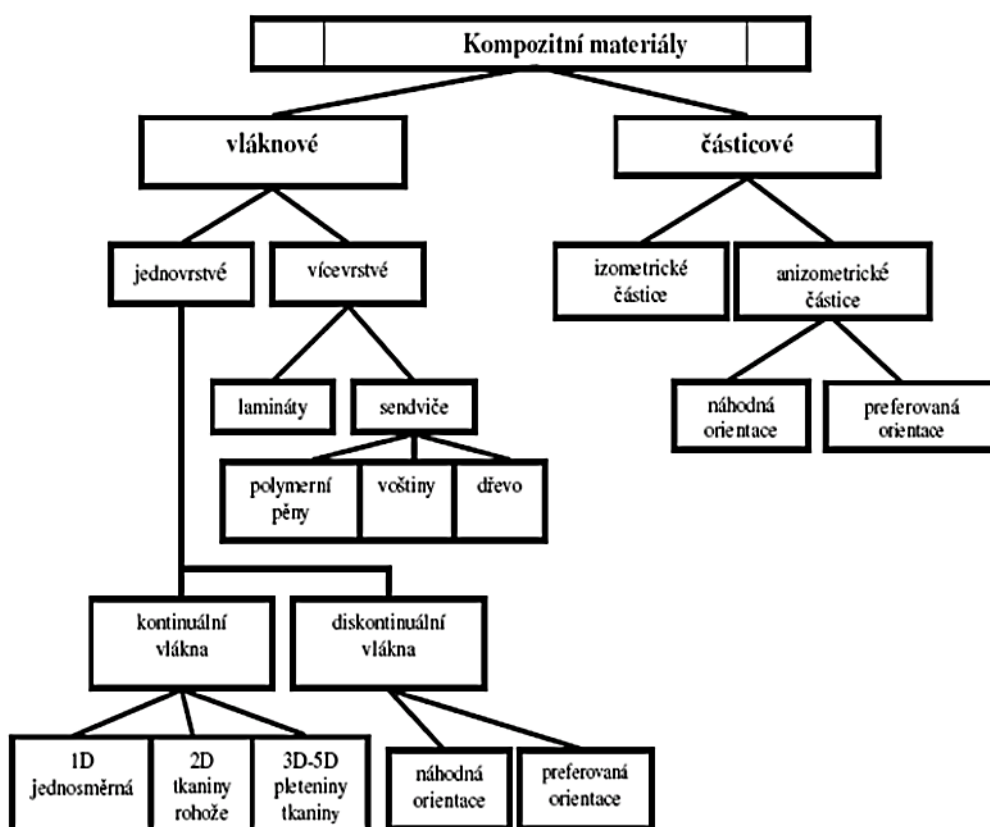 Kompozitní materiály
vláknové
částicové
jednovrstvé
vícevrstvé
izometrické
částice
anizometrické
částice
lamináty
sendviče
náhodná
orientace
preferovaná
orientace
polymerní
pěny
voštiny
dřevo
kontinuální
vlákna
diskontinuální
vlákna
1D
jednosměrná
2D
tkaniny
rohože
3D-5D
pleteniny
tkaniny
náhodná
orientace
preferovaná
orientace